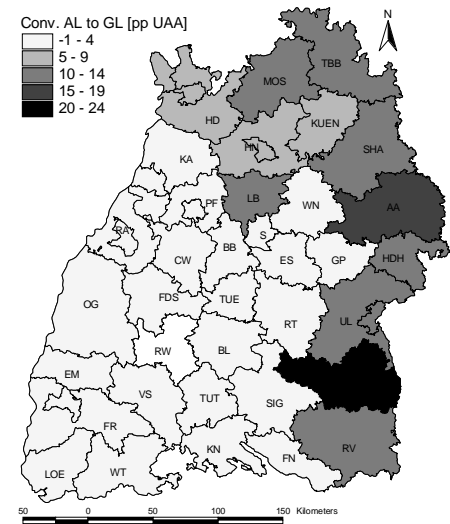 Conv. AL to GL [pp UAA]
-1 - 4
5 - 9
10 - 14
15 - 19
20 - 24
N
TBB
MOS
HD
KUEN
HN
SHA
KA
LB
PF
WN
AA
RA
S
BB
CW
ES
GP
HDH
OG
FDS
TUE
RT
UL
RW
BL
EM
VS
TUT
SIG
FR
KN
FN
RV
LOE
WT
50 0 50 100 150 Kilometers